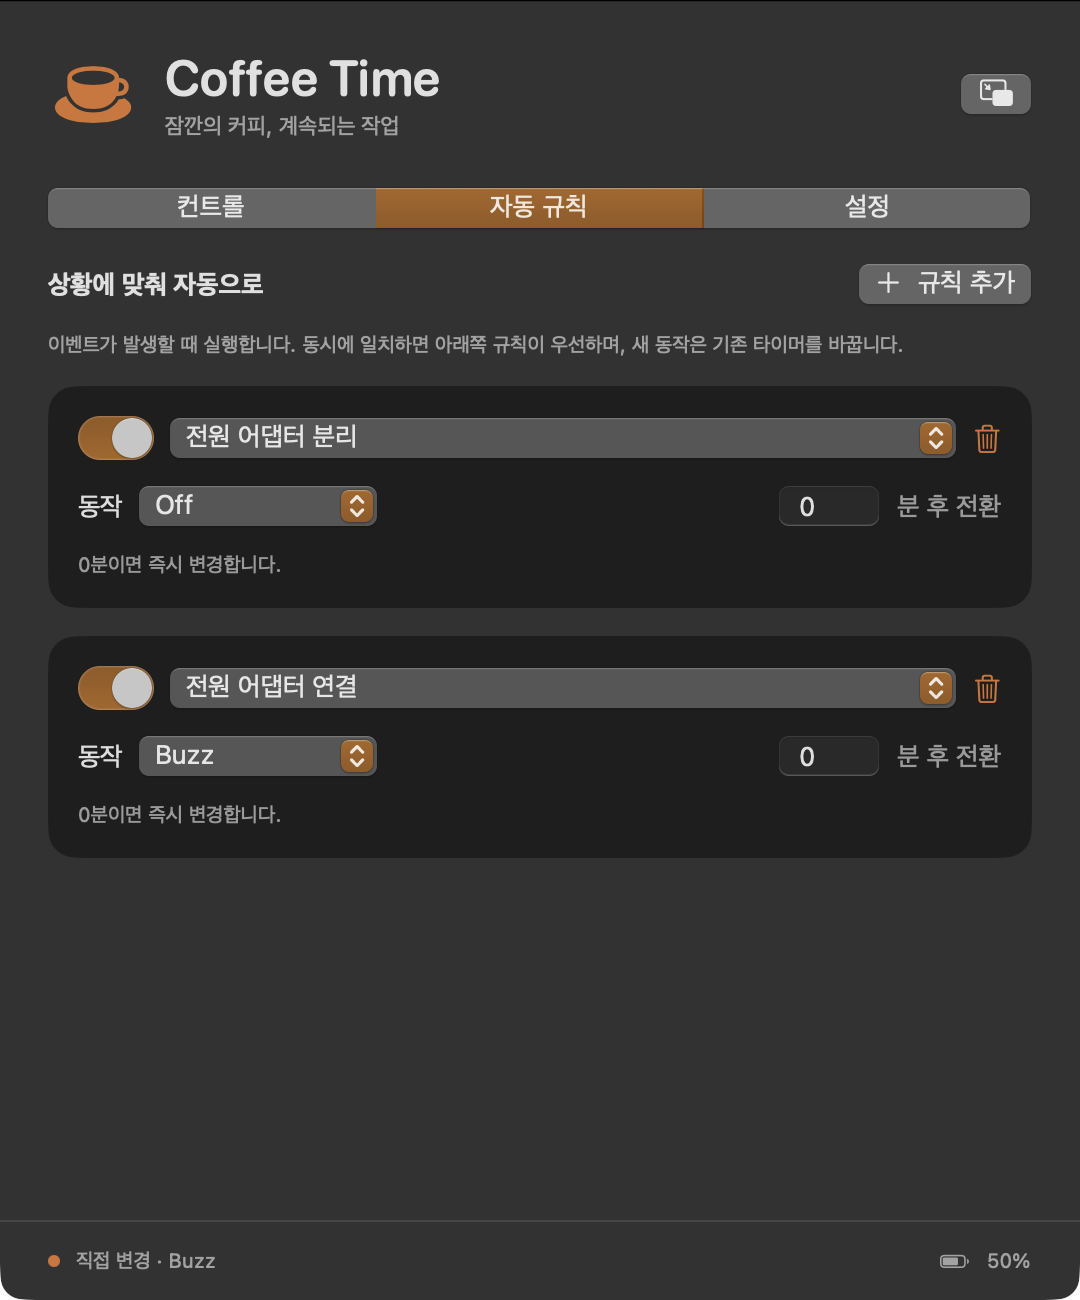 Coffee Time
잠깐의 커피, 계속되는 작업
컨트롤
자동 규칙
설정
상황에 맞춰 자동으로
규칙 추가
이벤트가 발생할 때 실행합니다. 동시에 일치하면 아래쪽 규칙이 우선하며, 새 동작은 기존 타이머를 바꿉니다.
전원 어댑터 분리
동작 Off 0 분 후 전환
0분이면 즉시 변경합니다.
전원 어댑터 연결
동작 Buzz 0 분 후 전환
0분이면 즉시 변경합니다.
직접 변경 · Buzz
50%